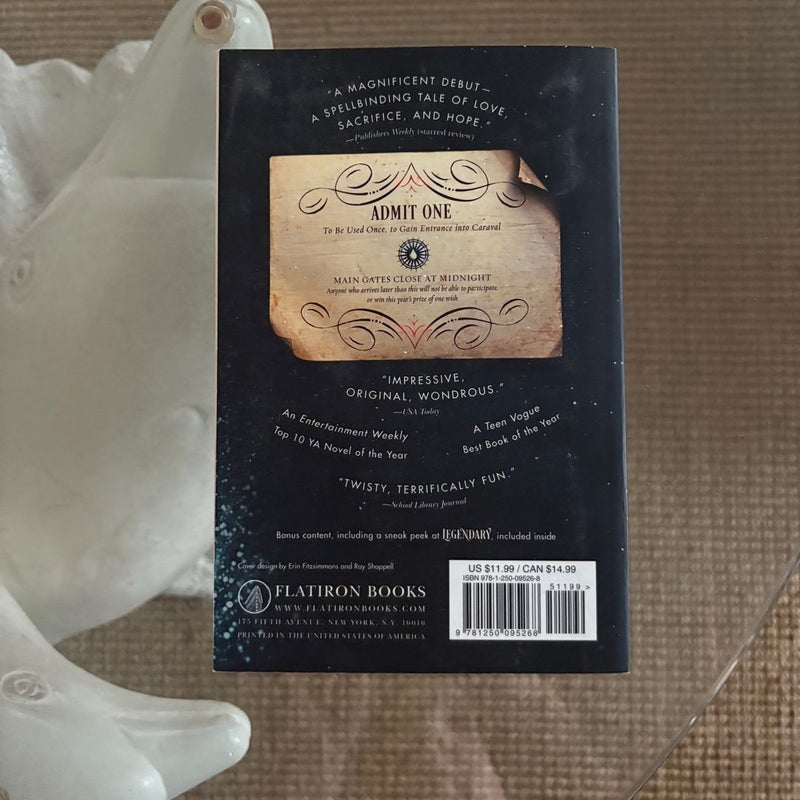 "A MAGNIFICENT DEBUT—
A SPELLBINDING TALE OF LOVE,
SACRIFICE, AND HOPE."
—Publishers Weekly (starred review)
ADMIT ONE
To Be Used Once, to Gain Entrance into Caraval
MAIN GATES CLOSE AT MIDNIGHT
Anyone who arrives later than this will not be able to participate,
or win this year's prize of one wish
"IMPRESSIVE,
ORIGINAL, WONDROUS."
—USA Today
An Entertainment Weekly
Top 10 YA Novel of the Year
A Teen Vogue
Best Book of the Year
"TWISTY, TERRIFICALLY FUN."
—School Library Journal
Bonus content, including a sneak peek at LEGENDARY, included inside
Cover design by Erin Fitzsimmons and Ray Shappell
FLATIRON BOOKS
WWW.FLATIRONBOOKS.COM
175 FIFTH AVENUE, NEW YORK, N.Y. 10010
PRINTED IN THE UNITED STATES OF AMERICA
US $11.99 / CAN $14.99
ISBN 978-1-250-09526-8
51199 >
9 781250 095268